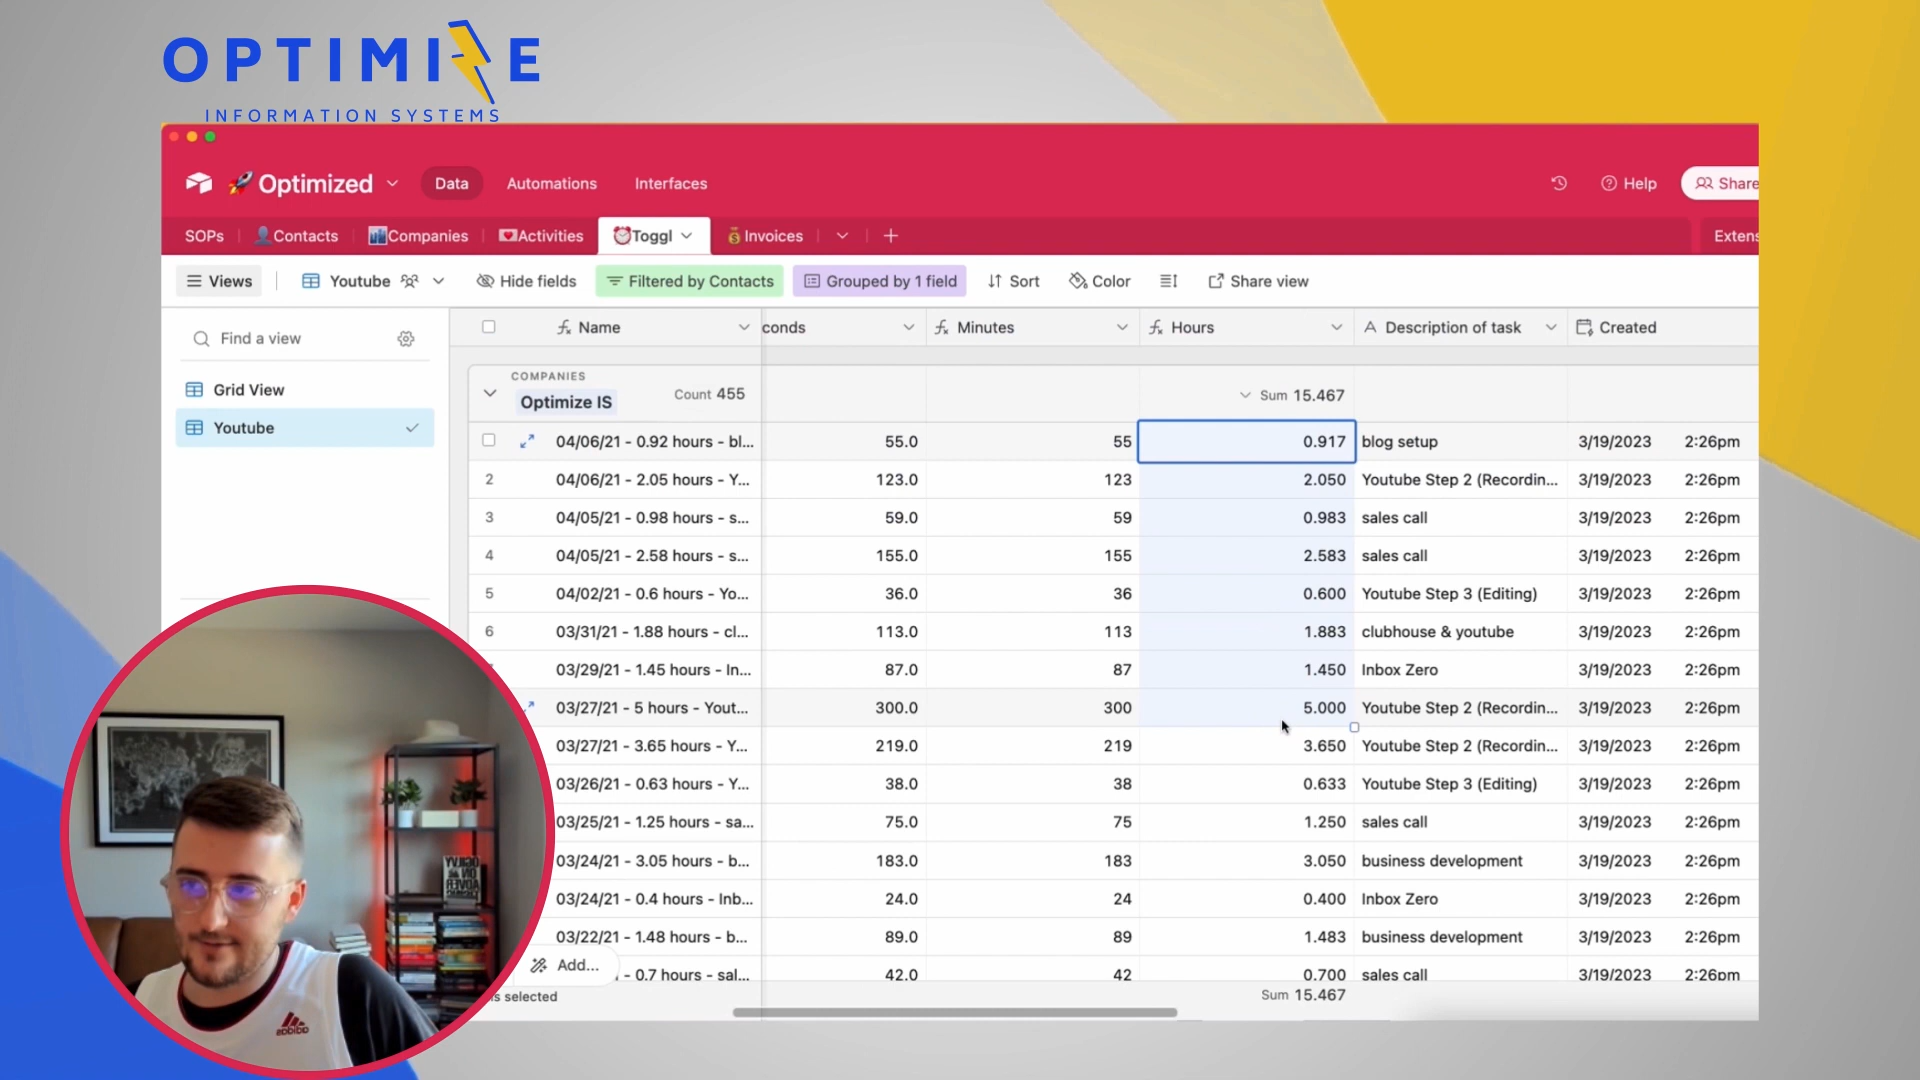 OPTIMIZE
INFORMATION SYSTEMS
Optimized Data Automations Interfaces Help Share
SOPs Contacts Companies Activities Toggl Invoices + Extens
Views Youtube Hide fields Filtered by Contacts Grouped by 1 field Sort Color Share view
Find a view
Grid View
Youtube
Name conds Minutes Hours Description of task Created
COMPANIES
Optimize IS Count 455 Sum 15.467
04/06/21 - 0.92 hours - bl... 55.0 55 0.917 blog setup 3/19/2023 2:26pm
2 04/06/21 - 2.05 hours - Y... 123.0 123 2.050 Youtube Step 2 (Recordin... 3/19/2023 2:26pm
3 04/05/21 - 0.98 hours - s... 59.0 59 0.983 sales call 3/19/2023 2:26pm
4 04/05/21 - 2.58 hours - s... 155.0 155 2.583 sales call 3/19/2023 2:26pm
5 04/02/21 - 0.6 hours - Yo... 36.0 36 0.600 Youtube Step 3 (Editing) 3/19/2023 2:26pm
6 03/31/21 - 1.88 hours - cl... 113.0 113 1.883 clubhouse & youtube 3/19/2023 2:26pm
03/29/21 - 1.45 hours - In... 87.0 87 1.450 Inbox Zero 3/19/2023 2:26pm
03/27/21 - 5 hours - Yout... 300.0 300 5.000 Youtube Step 2 (Recordin... 3/19/2023 2:26pm
03/27/21 - 3.65 hours - Y... 219.0 219 3.650 Youtube Step 2 (Recordin... 3/19/2023 2:26pm
03/26/21 - 0.63 hours - Y... 38.0 38 0.633 Youtube Step 3 (Editing) 3/19/2023 2:26pm
03/25/21 - 1.25 hours - sa... 75.0 75 1.250 sales call 3/19/2023 2:26pm
03/24/21 - 3.05 hours - b... 183.0 183 3.050 business development 3/19/2023 2:26pm
03/24/21 - 0.4 hours - Inb... 24.0 24 0.400 Inbox Zero 3/19/2023 2:26pm
03/22/21 - 1.48 hours - b... 89.0 89 1.483 business development 3/19/2023 2:26pm
Add... - 0.7 hours - sal... 42.0 42 0.700 sales call 3/19/2023 2:26pm
s selected Sum 15.467
OGILVY
ON
adidas